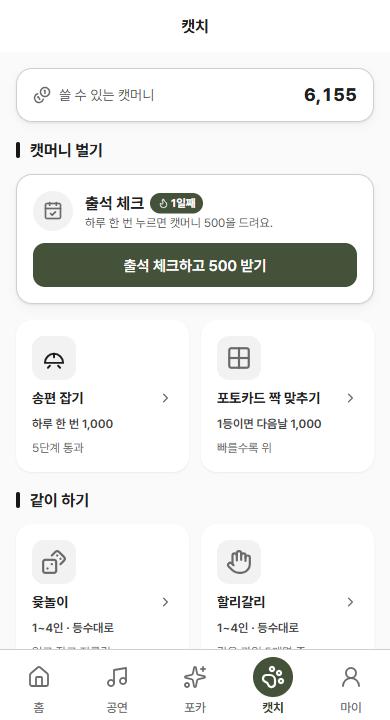 캣치
쓸 수 있는 캣머니
6,155
캣머니 벌기
출석 체크
1일째
하루 한 번 누르면 캣머니 500을 드려요.
출석 체크하고 500 받기
송편 잡기
하루 한 번 1,000
5단계 통과
포토카드 짝 맞추기
1등이면 다음날 1,000
빠를수록 위
같이 하기
윷놀이
1~4인 · 등수대로
할리갈리
1~4인 · 등수대로
홈
공연
포카
캣치
마이